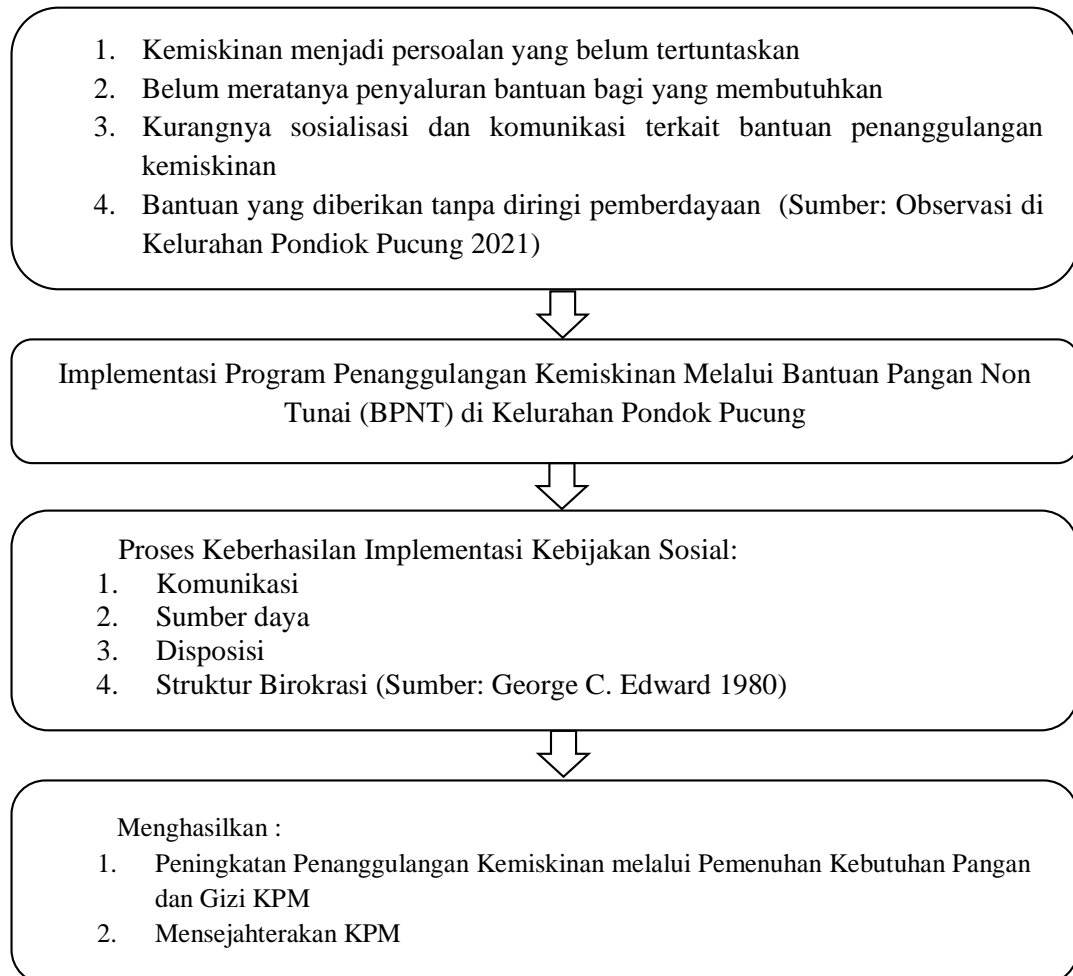 1. Kemiskinan menjadi persoalan yang belum tertuntaskan
2. Belum meratanya penyaluran bantuan bagi yang membutuhkan
3. Kurangnya sosialisasi dan komunikasi terkait bantuan penanggulangan
kemiskinan
4. Bantuan yang diberikan tanpa diringi pemberdayaan (Sumber: Observasi di
Kelurahan Pondiok Pucung 2021)
Implementasi Program Penanggulangan Kemiskinan Melalui Bantuan Pangan Non
Tunai (BPNT) di Kelurahan Pondok Pucung
Proses Keberhasilan Implementasi Kebijakan Sosial:
1. Komunikasi
2. Sumber daya
3. Disposisi
4. Struktur Birokrasi (Sumber: George C. Edward 1980)
Menghasilkan :
1. Peningkatan Penanggulangan Kemiskinan melalui Pemenuhan Kebutuhan Pangan
dan Gizi KPM
2. Mensejahterakan KPM